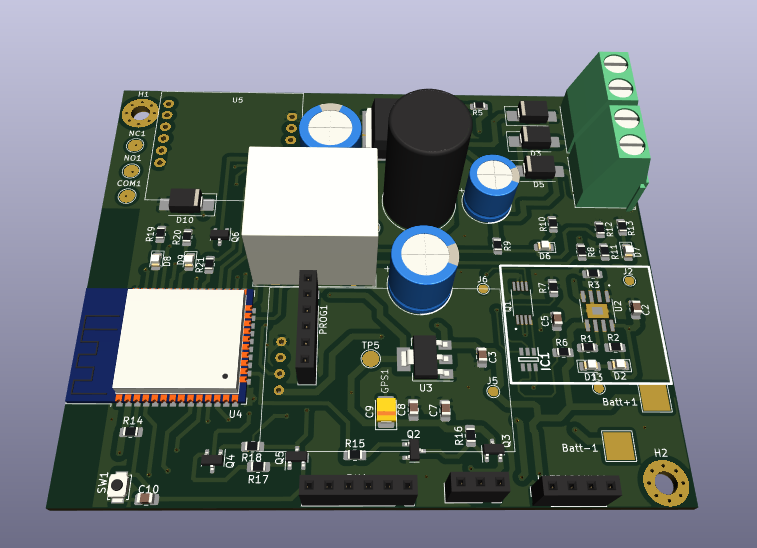 H1
U5
R5
NC1
D3
NO1
D5
COM1
D10
R19
R20
Q6
R10
R12
R13
R9
D6
R8
R11
D7
D8
D9
R21
J6
J2
R7
R3
Q1
U2
C2
PROG1
C5
TP5
R1
R2
R6
IC1
C3
U3
GPS1
J5
D2
Batt+1
U4
C9
C8
C7
R14
R16
Q2
Q3
R15
Batt-1
H2
Q4
R18
Q5
R17
SW1
C10